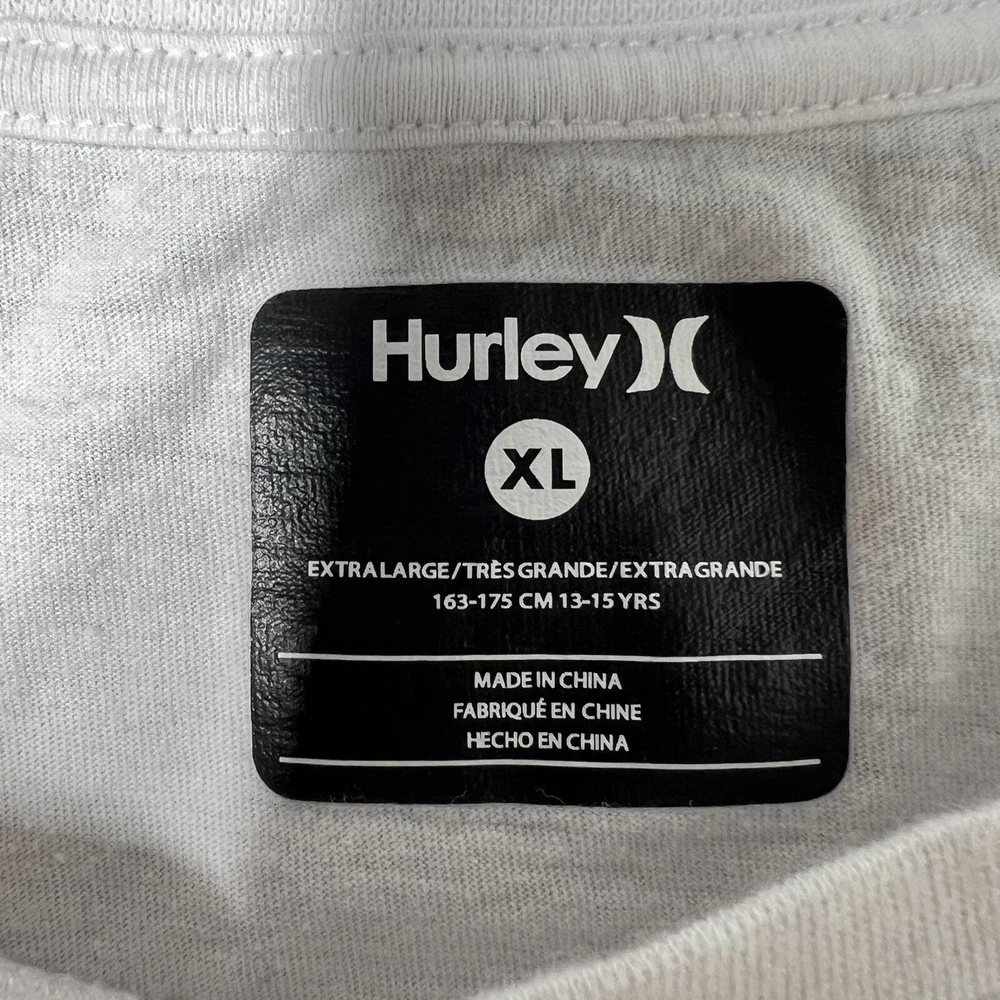 Hurley
XL
EXTRA LARGE/TRÈS GRANDE/EXTRA GRANDE
163-175 CM 13-15 YRS
MADE IN CHINA
FABRIQUÉ EN CHINE
HECHO EN CHINA